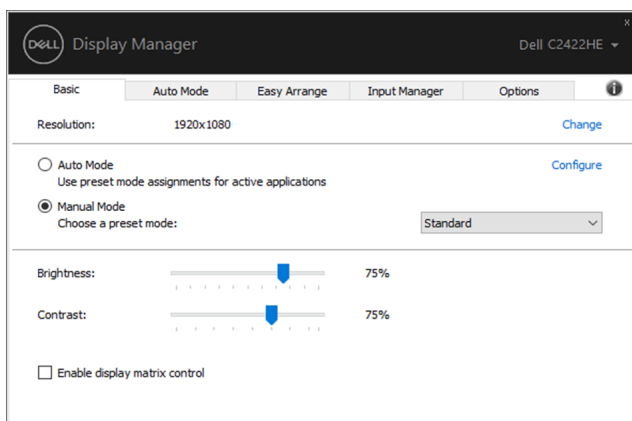 x
DELL Display Manager Dell C2422HE
Basic Auto Mode Easy Arrange Input Manager Options i
Resolution: 1920x1080 Change
Auto Mode Configure
Use preset mode assignments for active applications
Manual Mode
Choose a preset mode: Standard
Brightness: 75%
Contrast: 75%
Enable display matrix control